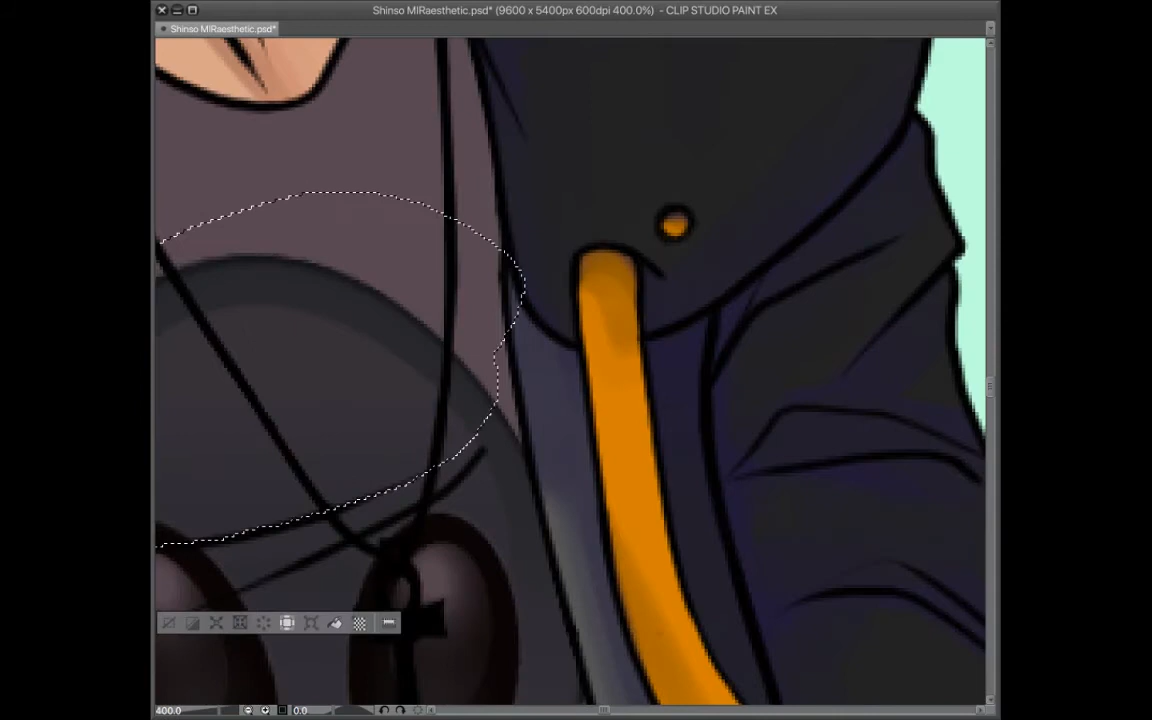 Shinso MIRaesthetic.psd* (9600 x 5400px 600dpi 400.0%) - CLIP STUDIO PAINT EX
Shinso MIRaesthetic.psd*
400.0
0.0